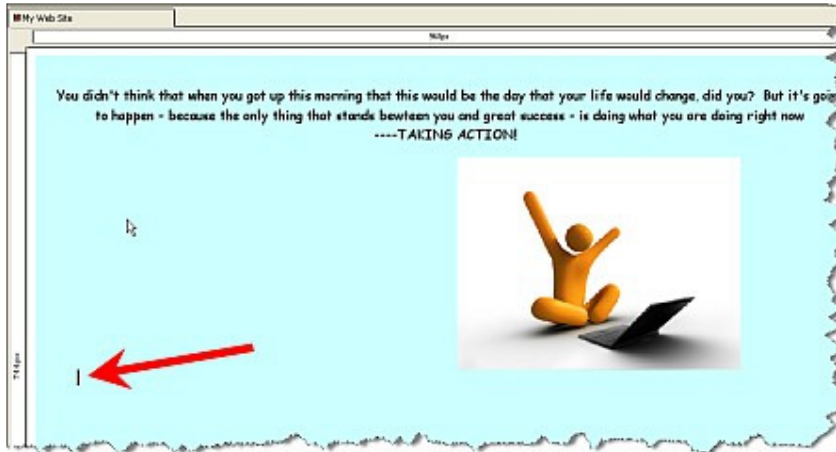 My Web Site
960px
You didn't think that when you got up this morning that this would be the day that your life would change, did you? But it's goin
to happen - because the only thing that stands bewteen you and great success - is doing what you are doing right now
----TAKING ACTION!